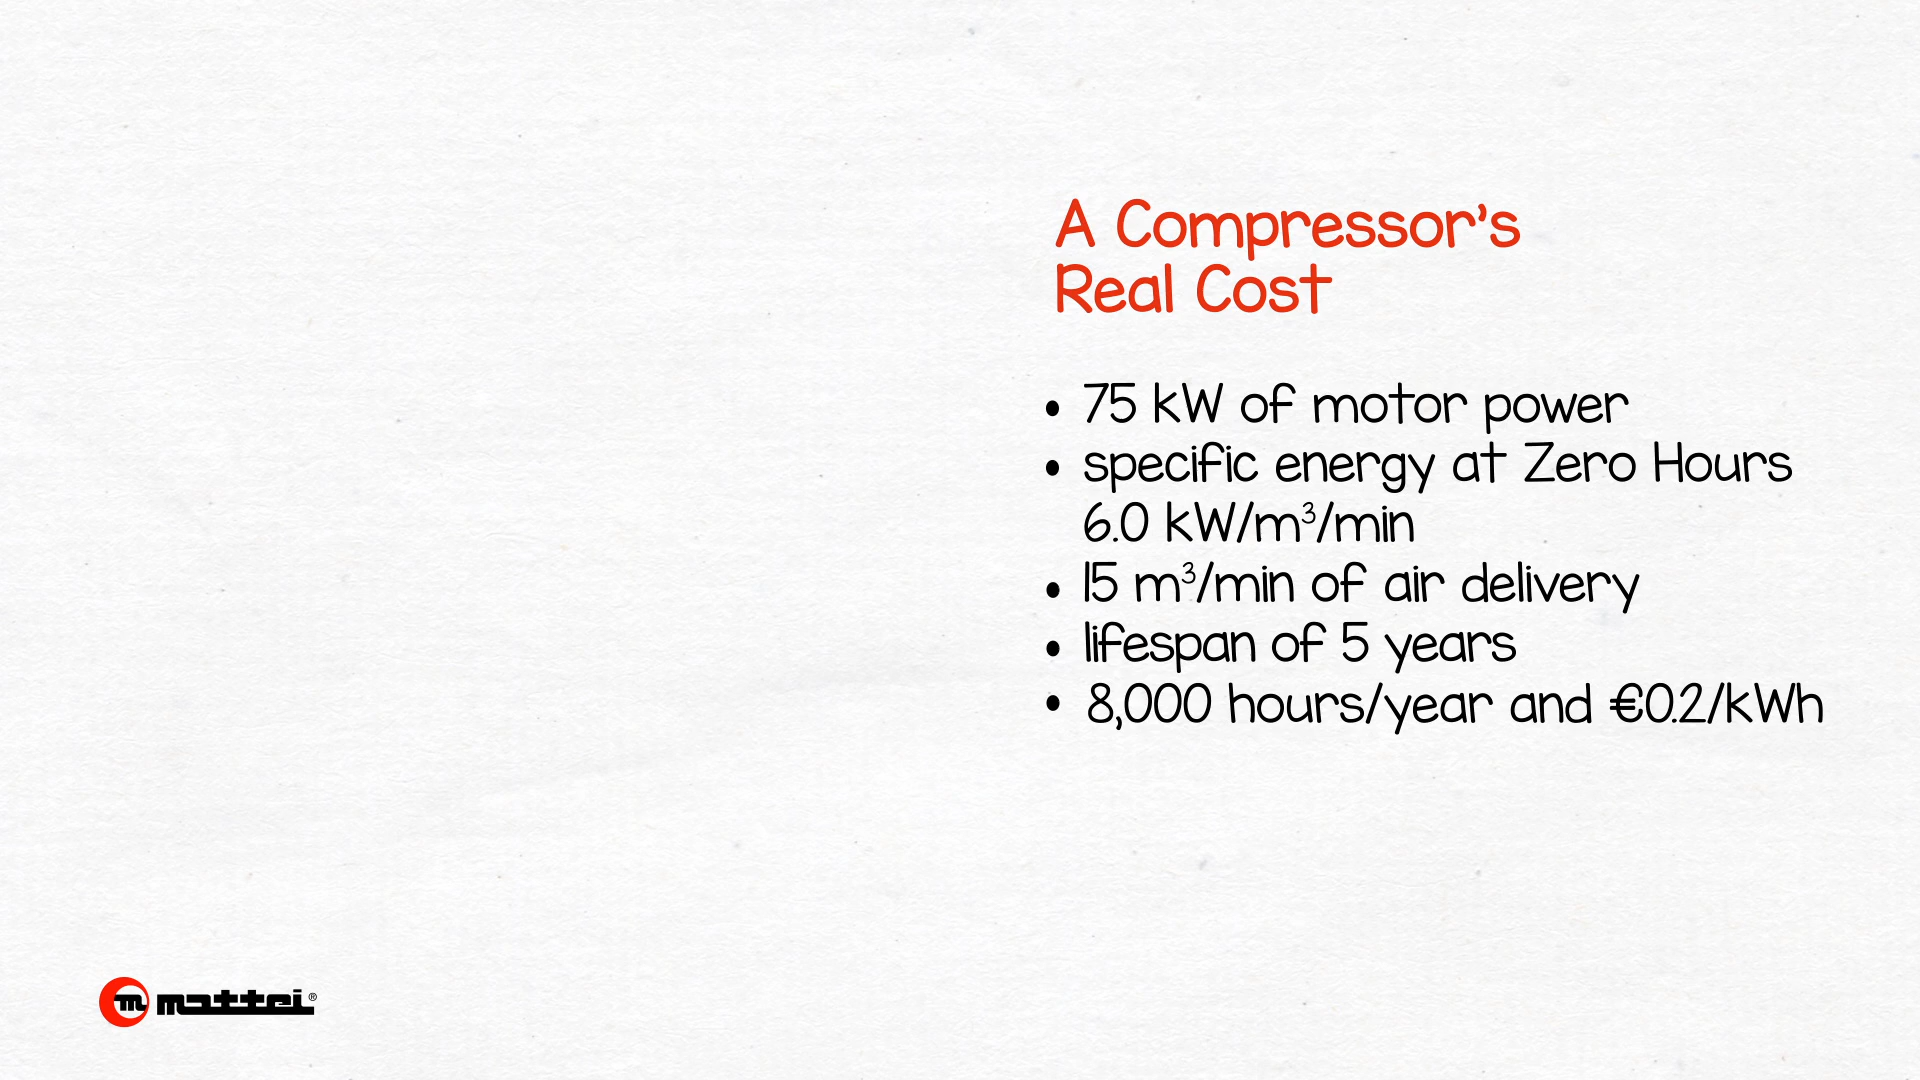 A Compressor's
Real Cost
• 75 kW of motor power
• specific energy at Zero Hours
6.0 kW/m³/min
• 15 m³/min of air delivery
• lifespan of 5 years
• 8,000 hours/year and €0.2/kWh
m mattei®